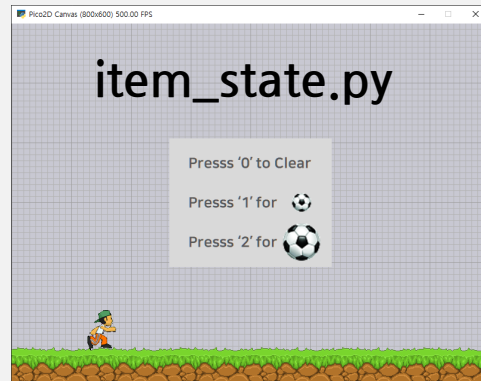 Pico2D Canvas (800x600) 500.00 FPS
item_state.py
Presss '0' to Clear
Presss '1' for
Presss '2' for